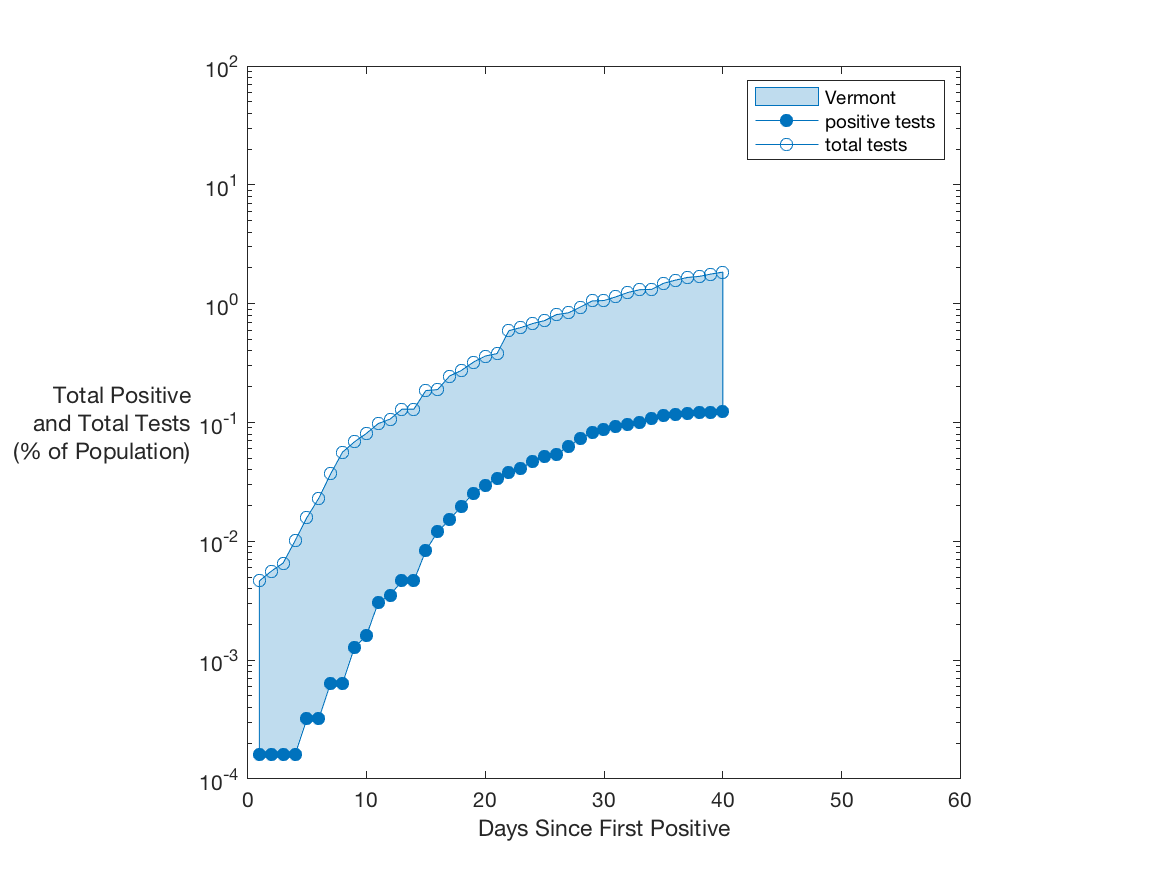 10^2
10^1
10^0
10^-1
10^-2
10^-3
10^-4
Total Positive
and Total Tests
(% of Population)
Vermont
positive tests
total tests
0 10 20 30 40 50 60
Days Since First Positive